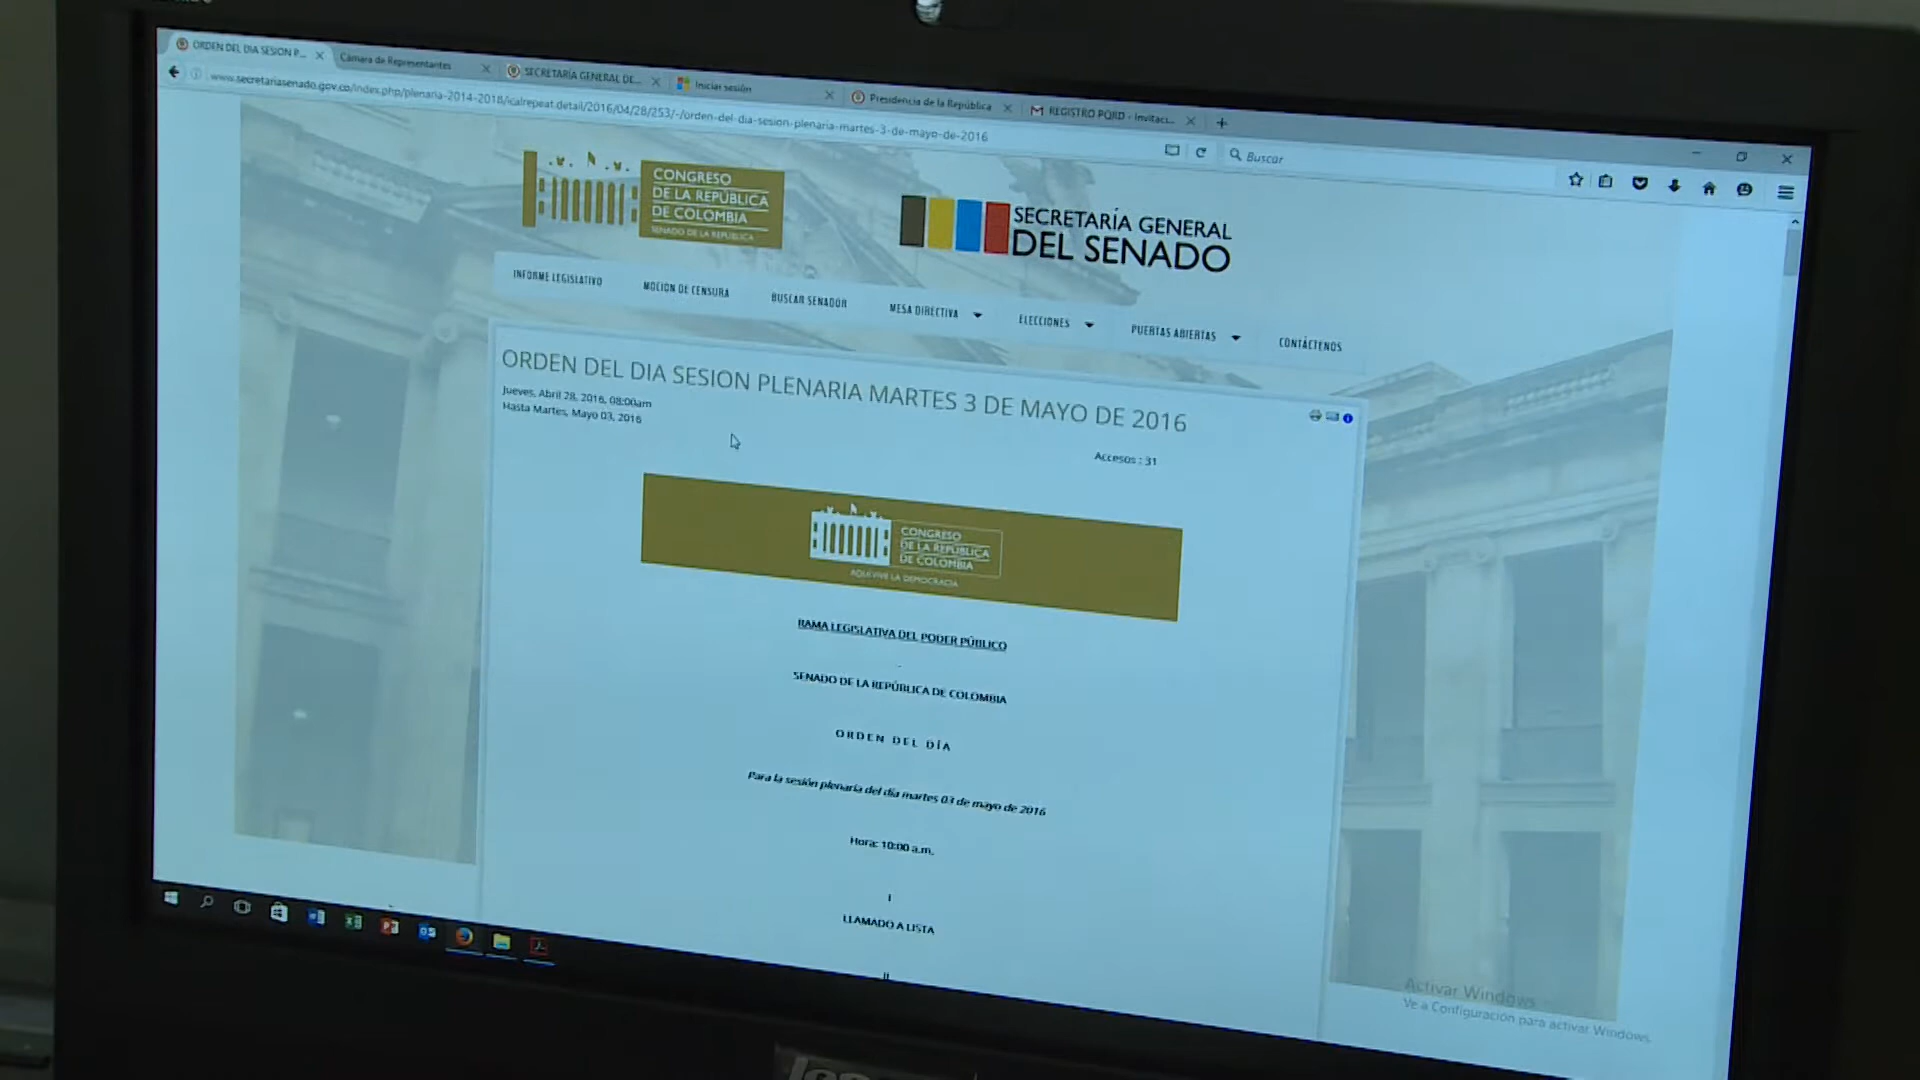 ORDEN DEL DIA SESION P...
Camara de Representantes
SECRETARÍA GENERAL DE...
Iniciar sesión
Presidencia de la República
REGISTRO PQRD - Invitaci...
www.secretariasenado.gov.co/index.php/plenaria-2014-2018/icalrepeat.detail/2016/04/28/253/-/orden-del-dia-sesion-plenaria-martes-3-de-mayo-de-2016
Buscar
CONGRESO
DE LA REPÚBLICA
DE COLOMBIA
SENADO DE LA REPÚBLICA
SECRETARÍA GENERAL
DEL SENADO
INFORME LEGISLATIVO
MOCION DE CENSURA
BUSCAR SENADOR
MESA DIRECTIVA
ELECCIONES
PUERTAS ABIERTAS
CONTÁCTENOS
ORDEN DEL DIA SESION PLENARIA MARTES 3 DE MAYO DE 2016
Jueves, Abril 28, 2016, 08:00am
Hasta Martes, Mayo 03, 2016
Accesos : 31
CONGRESO
DE LA REPÚBLICA
DE COLOMBIA
AQUÍ VIVE LA DEMOCRACIA
RAMA LEGISLATIVA DEL PODER PÚBLICO
SENADO DE LA REPÚBLICA DE COLOMBIA
ORDEN DEL DÍA
Para la sesión plenaria del día martes 03 de mayo de 2016
Hora: 10:00 a.m.
I
LLAMADO A LISTA
II
Activar Windows
Ve a Configuración para activar Windows.